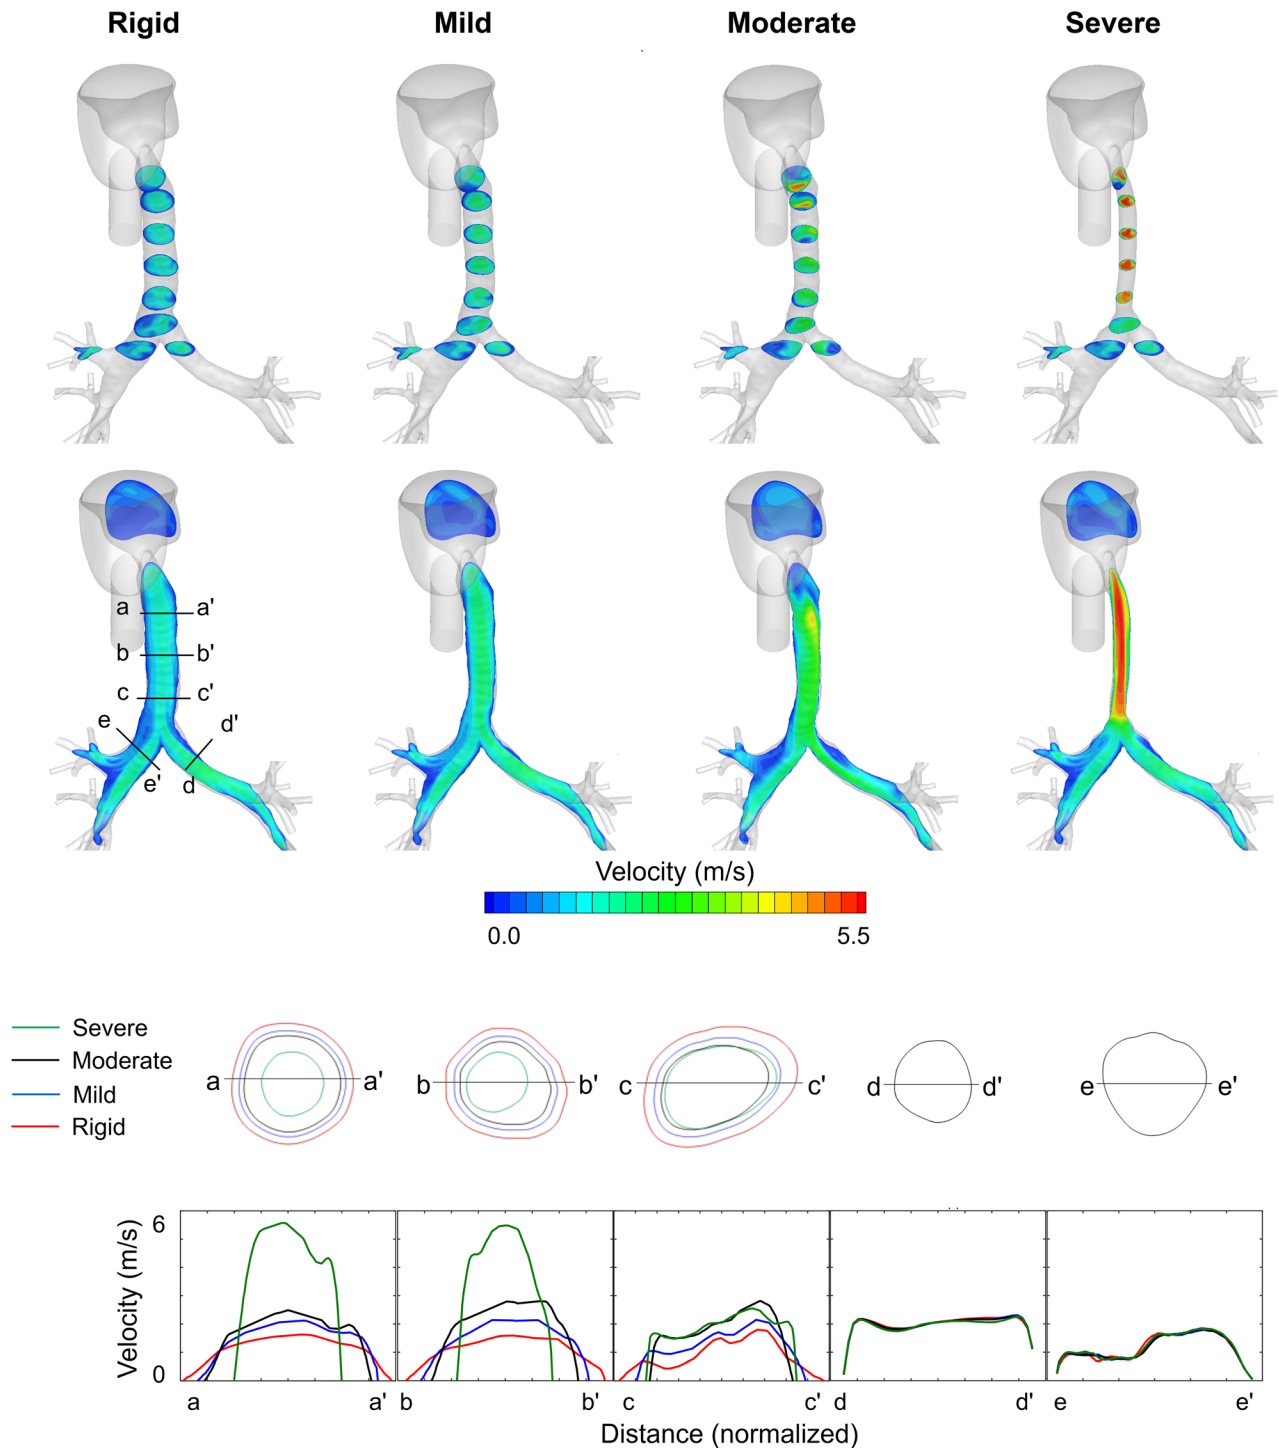 Rigid Mild Moderate Severe
a a'
b b'
c c'
e d'
e' d
Velocity (m/s)
0.0 5.5
Severe
Moderate
Mild
Rigid
a a' b b' c c' d d' e e'
6
Velocity (m/s)
0
a a' b b' c c' d d' e e'
Distance (normalized)